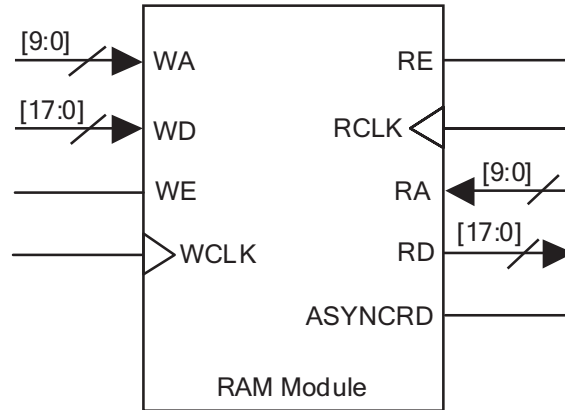 [9:0]
WA
RE
[17:0]
WD
RCLK
WE
RA
[9:0]
WCLK
RD
[17:0]
ASYNCRD
RAM Module